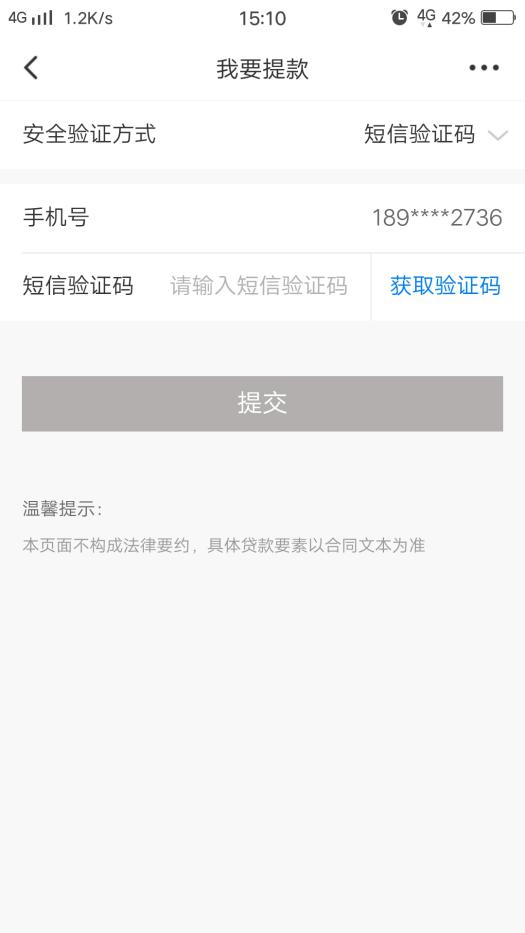 4G 1.2K/s 15:10 4G 42%
我要提款
安全验证方式 短信验证码
手机号 189****2736
短信验证码 请输入短信验证码 获取验证码
提交
温馨提示:
本页面不构成法律要约，具体贷款要素以合同文本为准